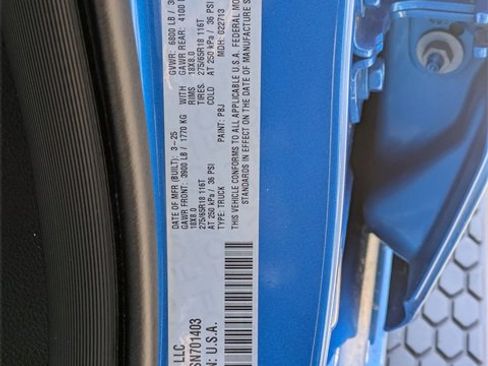 LLC
SN701403
N: U.S.A.
DATE OF MFR (BUILT): 3-25 GVWR: 6800 LB / 3
GAWR FRONT: 3900 LB / 1770 KG WITH GAWR REAR: 4100
18X8.0 RIMS 18X8.0
275/65R18 116T TIRES: 275/65R18 116T
AT 250 kPa / 36 PSI COLD AT 250 kPa / 36 PSI
TYPE: TRUCK PAINT: PBJ MDH: 022713
THIS VEHICLE CONFORMS TO ALL APPLICABLE U.S.A. FEDERAL MO
STANDARDS IN EFFECT ON THE DATE OF MANUFACTURE S